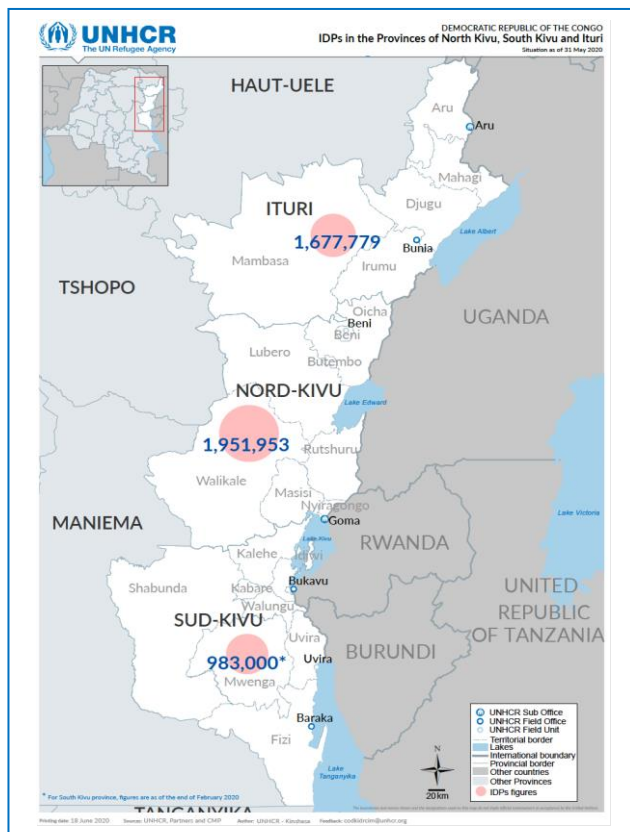 UNHCR
The UN Refugee Agency
DEMOCRATIC REPUBLIC OF THE CONGO
IDPs in the Provinces of North Kivu, South Kivu and Ituri
Situation as of 31 May 2020
HAUT-UELE
Aru
Aru
Mahagi
ITURI
Djugu
1,677,779
Bunia
Lake Albert
Mambasa
Irumu
TSHOPO
Oicha
UGANDA
Beni
Beni
Lubero
Butembo
NORD-KIVU
Lake Edward
1,951,953
Rutshuru
Walikale
Masisi
Nyiragongo
Lake Victoria
MANIEMA
Goma
Lake Kivu
RWANDA
Kalehe
Idjwi
Shabunda
Kabare
Bukavu
UNITED
REPUBLIC
OF TANZANIA
Walungu
SUD-KIVU
Uvira
BURUNDI
983,000*
Uvira
Mwenga
Baraka
Fizi
UNHCR Sub Office
UNHCR Field Office
UNHCR Field Unit
Territorial border
Lakes
International boundary
Provincial border
Other countries
Other Provinces
IDPs figures
N
20km
Lake
Tanganyika
* For South Kivu province, figures are as of the end of February 2020
TANGANYIKA
Printing date: 18 June 2020 Sources: UNHCR, Partners and CMP Author: UNHCR - Kinshasa Feedback: codkidrcim@unhcr.org